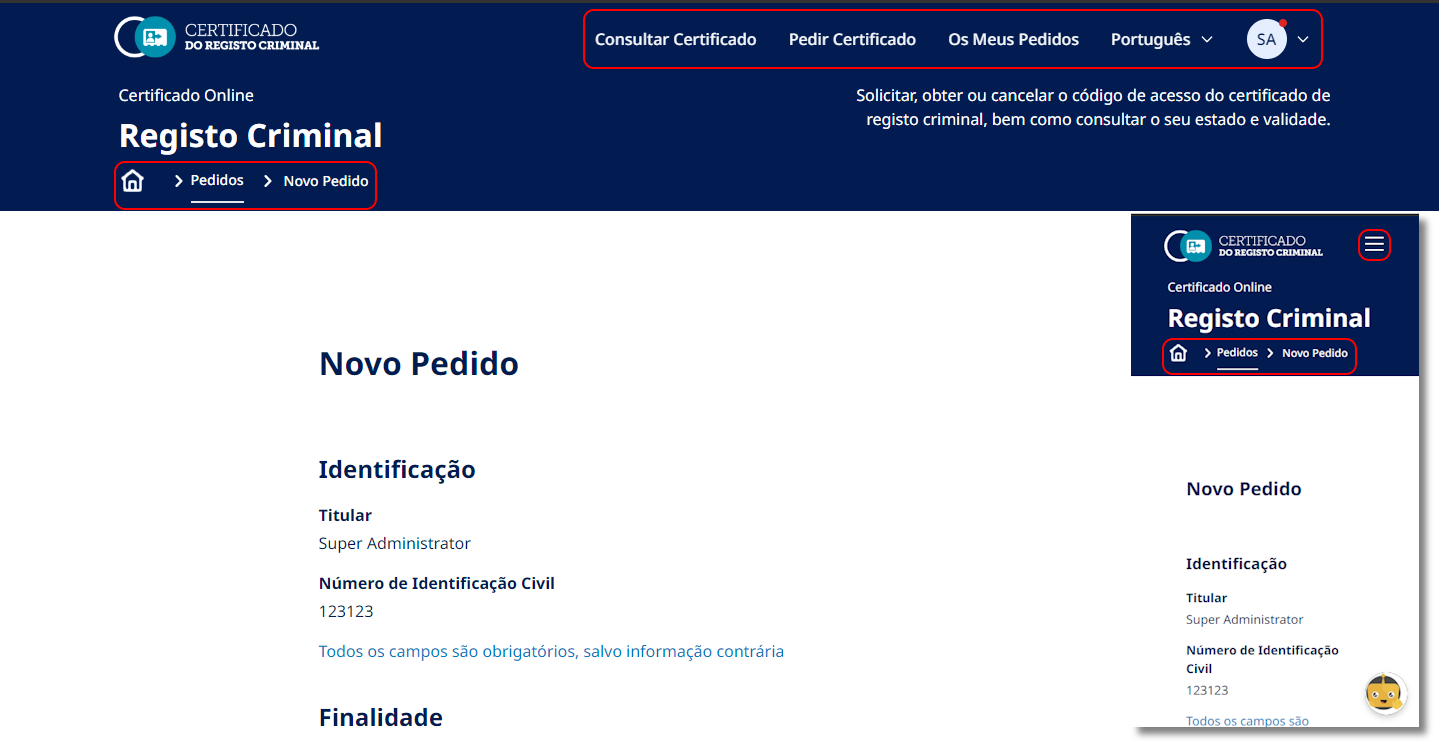 CERTIFICADO
DO REGISTO CRIMINAL
Consultar Certificado
Pedir Certificado
Os Meus Pedidos
Português
SA
Certificado Online
Solicitar, obter ou cancelar o código de acesso do certificado de
registo criminal, bem como consultar o seu estado e validade.
Registo Criminal
Pedidos
Novo Pedido
Novo Pedido
Identificação
Titular
Super Administrator
Número de Identificação Civil
123123
Todos os campos são obrigatórios, salvo informação contrária
Finalidade
CERTIFICADO
DO REGISTO CRIMINAL
Certificado Online
Registo Criminal
Pedidos
Novo Pedido
Novo Pedido
Identificação
Titular
Super Administrator
Número de Identificação
Civil
123123
Todos os campos são